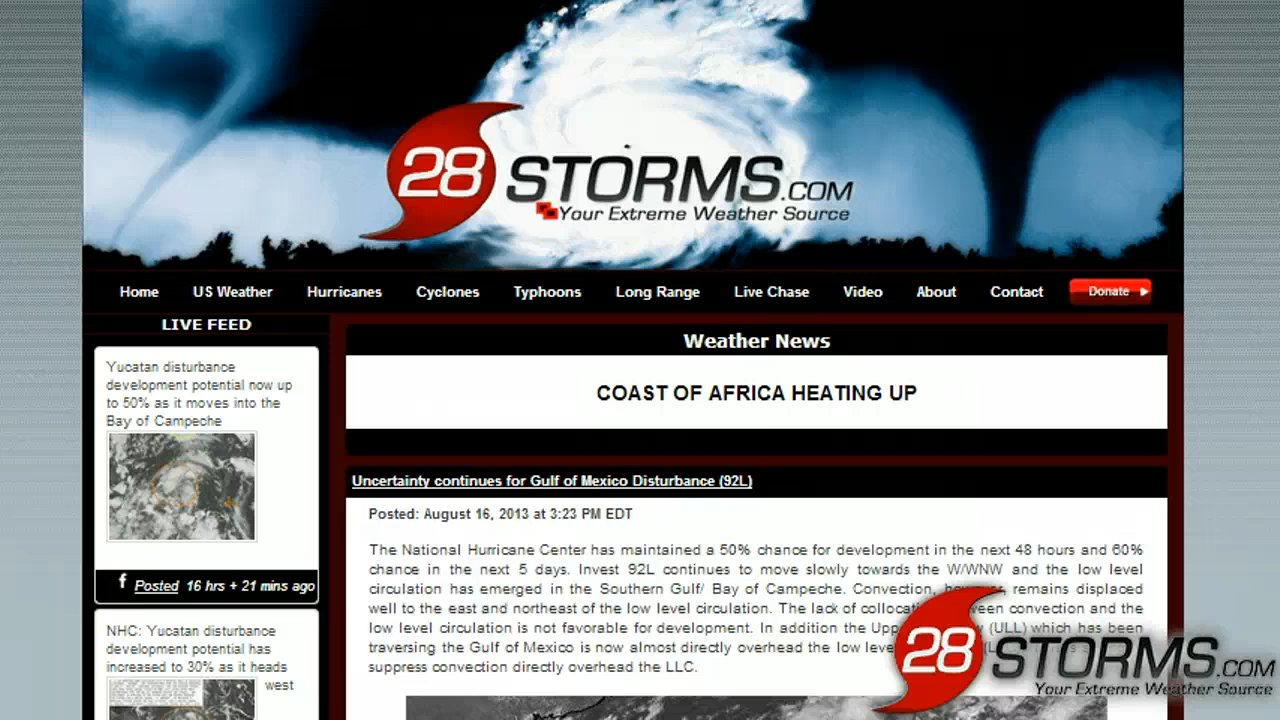 28 STORMS.COM
Your Extreme Weather Source
Home US Weather Hurricanes Cyclones Typhoons Long Range Live Chase Video About Contact Donate
LIVE FEED
Yucatan disturbance
development potential now up
to 50% as it moves into the
Bay of Campeche
f Posted 16 hrs + 21 mins ago
NHC: Yucatan disturbance
development potential has
increased to 30% as it heads
west
Weather News
COAST OF AFRICA HEATING UP
Uncertainty continues for Gulf of Mexico Disturbance (92L)
Posted: August 16, 2013 at 3:23 PM EDT
The National Hurricane Center has maintained a 50% chance for development in the next 48 hours and 60%
chance in the next 5 days. Invest 92L continues to move slowly towards the W/WNW and the low level
circulation has emerged in the Southern Gulf/ Bay of Campeche. Convection, remains displaced
well to the east and northeast of the low level circulation. The lack of convection and the
low level circulation is not favorable for development. In addition the (ULL) which has been
traversing the Gulf of Mexico is now almost directly overhead the low
suppress convection directly overhead the LLC.
28 STORMS.COM
Your Extreme Weather Source